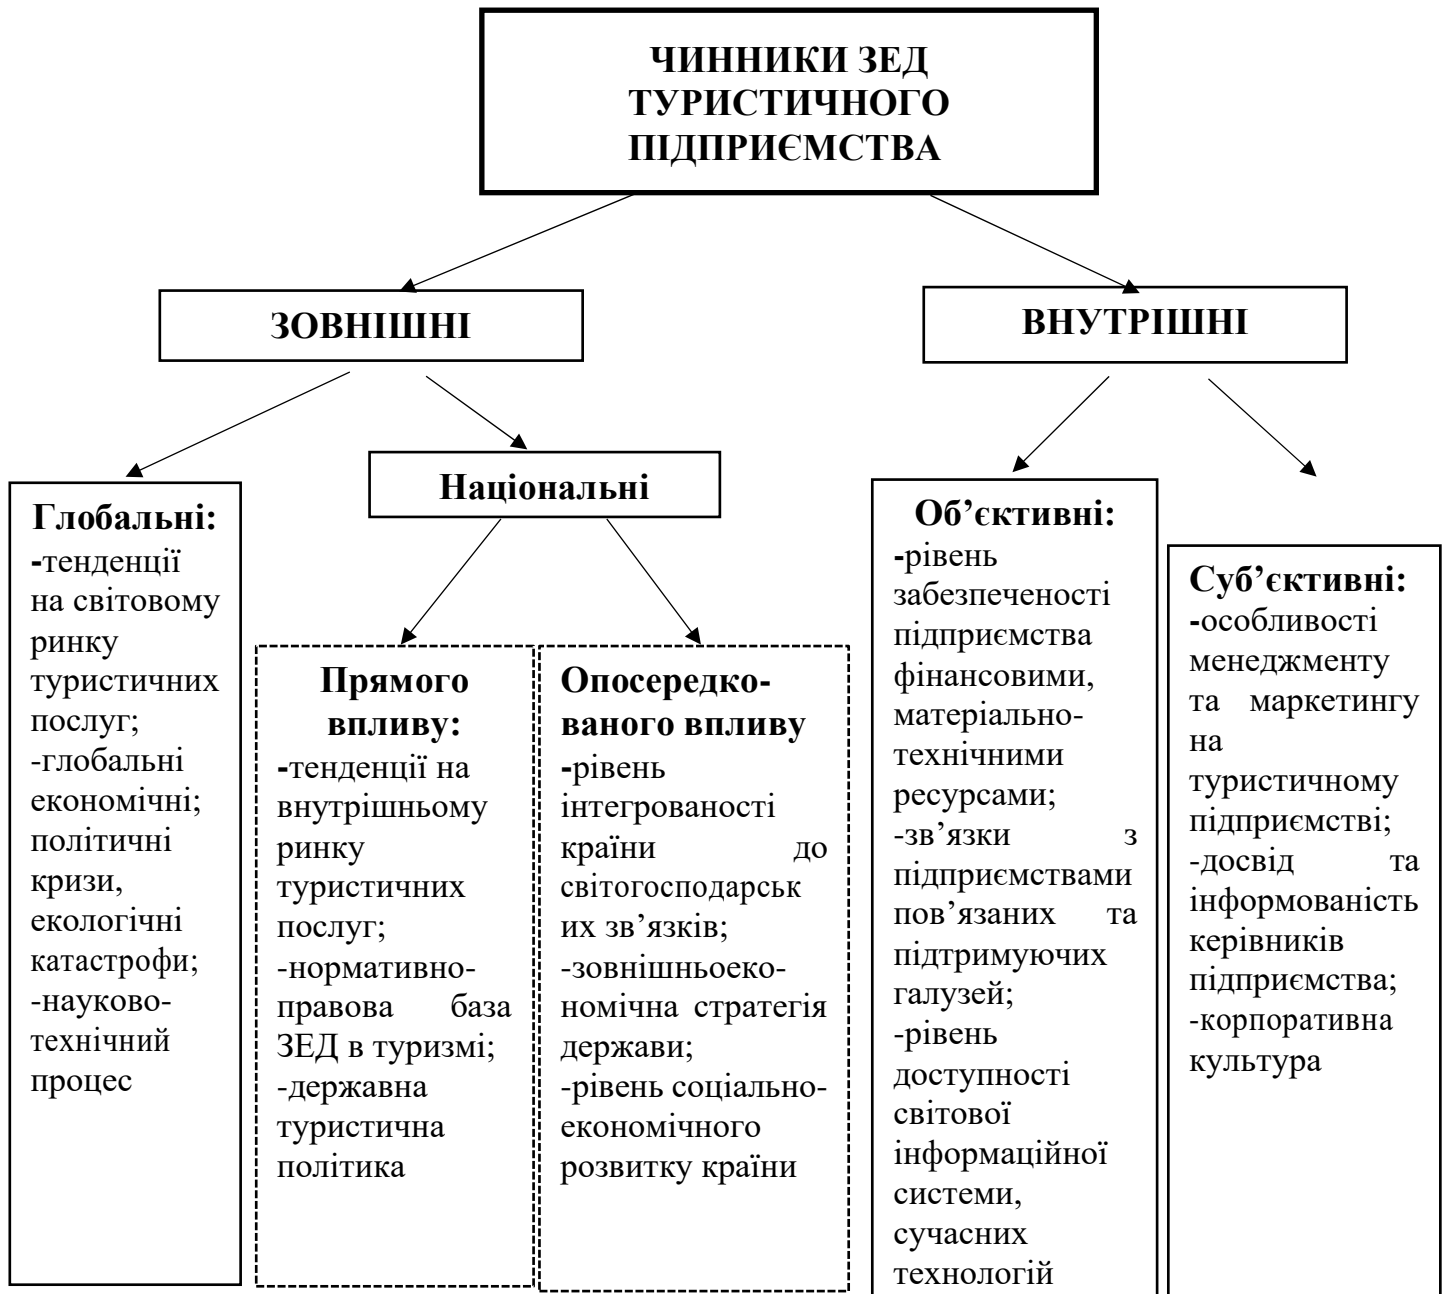 ЧИННИКИ ЗЕД
ТУРИСТИЧНОГО
ПІДПРИЄМСТВА
ЗОВНІШНІ
ВНУТРІШНІ
Глобальні:
-тенденції
на світовому
ринку
туристичних
послуг;
-глобальні
економічні;
політичні
кризи,
екологічні
катастрофи;
-науково-
технічний
процес
Національні
Прямого
впливу:
-тенденції на
внутрішньому
ринку
туристичних
послуг;
-нормативно-
правова база
ЗЕД в туризмі;
-державна
туристична
політика
Опосередко-
ваного впливу
-рівень
інтегрованості
країни до
світогосподарськ
их зв’язків;
-зовнішньоеко-
номічна стратегія
держави;
-рівень соціально-
економічного
розвитку країни
Об’єктивні:
-рівень
забезпеченості
підприємства
фінансовими,
матеріально-
технічними
ресурсами;
-зв’язки з
підприємствами
пов’язаних та
підтримуючих
галузей;
-рівень
доступності
світової
інформаційної
системи,
сучасних
технологій
Суб’єктивні:
-особливості
менеджменту
та маркетингу
на
туристичному
підприємстві;
-досвід та
інформованість
керівників
підприємства;
-корпоративна
культура